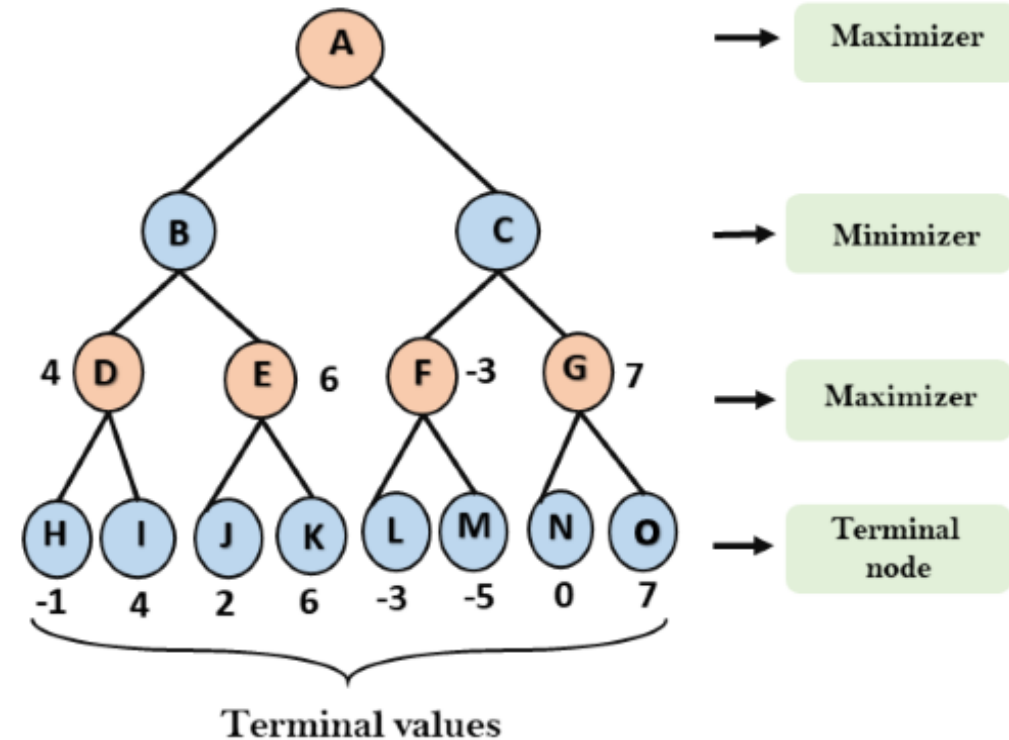 A
Maximizer
B
C
Minimizer
4
D
E
6
F
-3
G
7
Maximizer
H
I
J
K
L
M
N
O
Terminal
node
-1
4
2
6
-3
-5
0
7
Terminal values